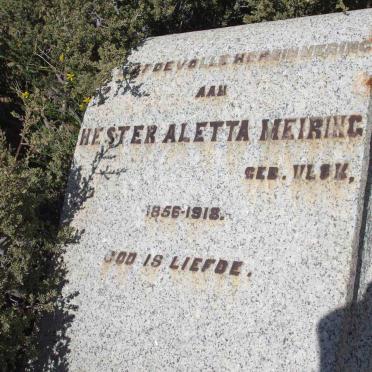 LIEFDEVOLLE HERINNERING
AAN
HESTER ALETTA MEIRING
GEB. VLOK,
1856-1918.
GOD IS LIEFDE.